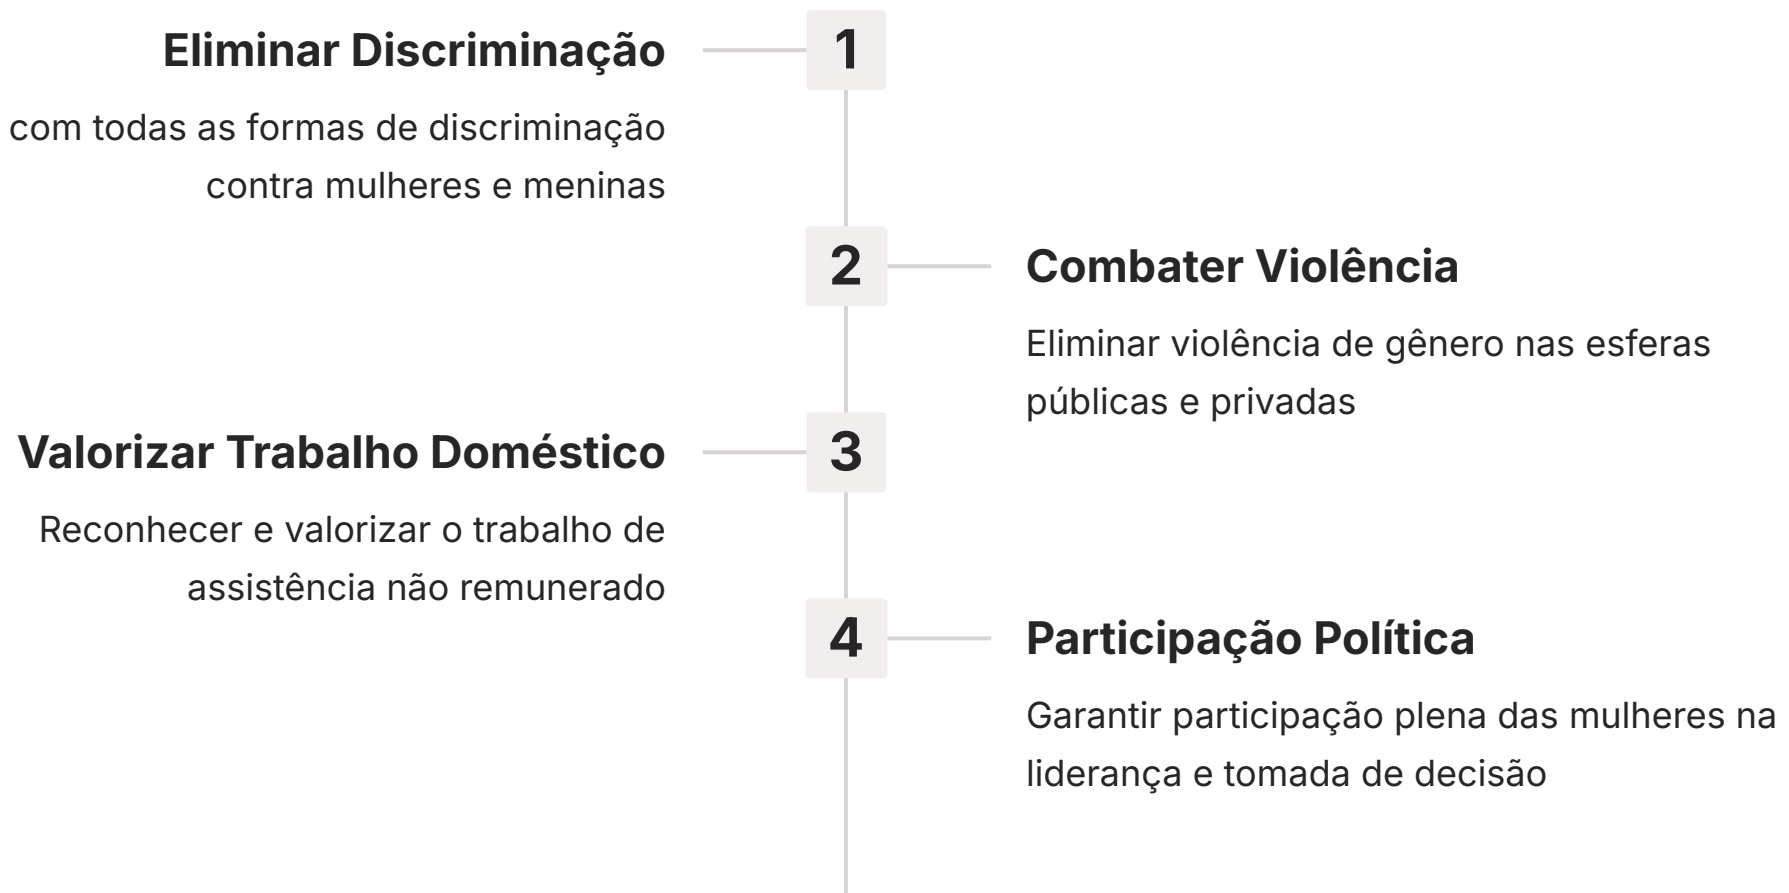 1
Eliminar Discriminação
com todas as formas de discriminação
contra mulheres e meninas
2
Combater Violência
Eliminar violência de gênero nas esferas
públicas e privadas
3
Valorizar Trabalho Doméstico
Reconhecer e valorizar o trabalho de
assistência não remunerado
4
Participação Política
Garantir participação plena das mulheres na
liderança e tomada de decisão